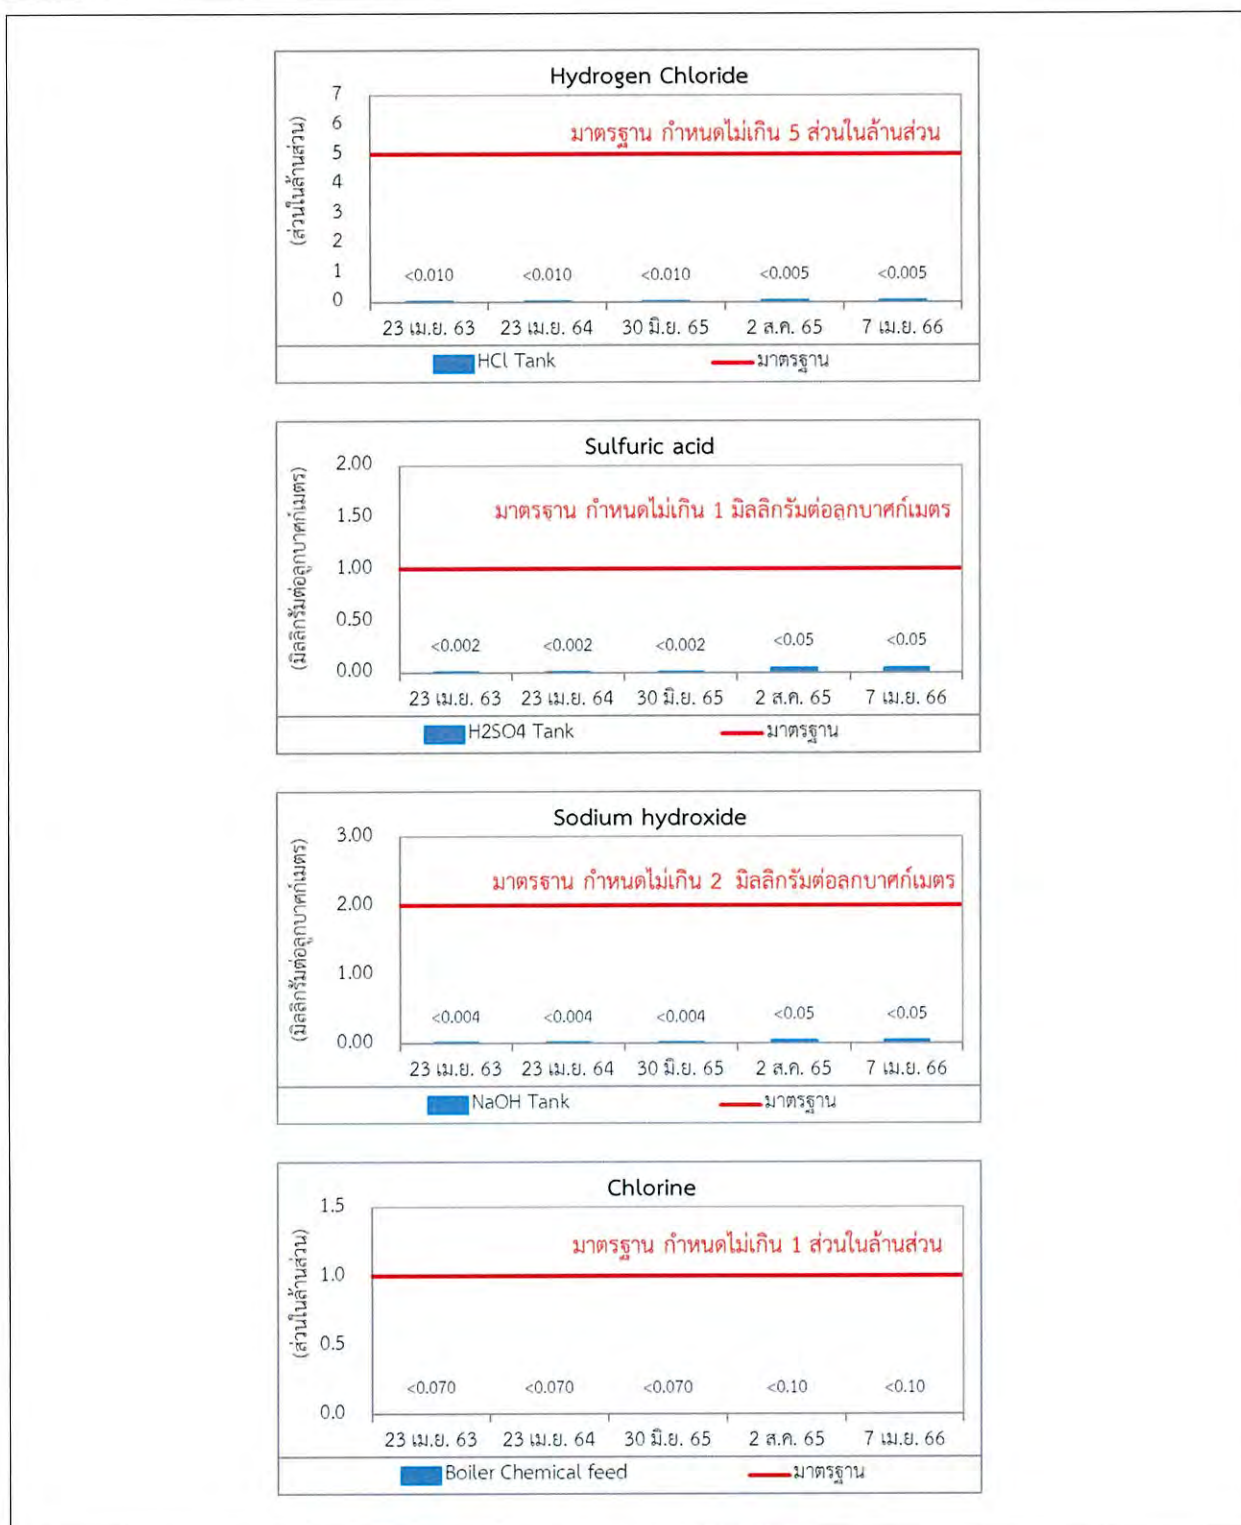 Hydrogen Chloride
(ส่วนในล้านส่วน)
7
6
5
4
3
2
1
0
มาตรฐาน กำหนดไม่เกิน 5 ส่วนในล้านส่วน
<0.010 <0.010 <0.010 <0.005 <0.005
23 เม.ย. 63 23 เม.ย. 64 30 มิ.ย. 65 2 ส.ค. 65 7 เม.ย. 66
HCl Tank มาตรฐาน
Sulfuric acid
(มิลลิกรัมต่อลูกบาศก์เมตร)
2.00
1.50
1.00
0.50
0.00
มาตรฐาน กำหนดไม่เกิน 1 มิลลิกรัมต่อลูกบาศก์เมตร
<0.002 <0.002 <0.002 <0.05 <0.05
23 เม.ย. 63 23 เม.ย. 64 30 มิ.ย. 65 2 ส.ค. 65 7 เม.ย. 66
H2SO4 Tank มาตรฐาน
Sodium hydroxide
(มิลลิกรัมต่อลูกบาศก์เมตร)
3.00
2.00
1.00
0.00
มาตรฐาน กำหนดไม่เกิน 2 มิลลิกรัมต่อลูกบาศก์เมตร
<0.004 <0.004 <0.004 <0.05 <0.05
23 เม.ย. 63 23 เม.ย. 64 30 มิ.ย. 65 2 ส.ค. 65 7 เม.ย. 66
NaOH Tank มาตรฐาน
Chlorine
(ส่วนในล้านส่วน)
1.5
1.0
0.5
0.0
มาตรฐาน กำหนดไม่เกิน 1 ส่วนในล้านส่วน
<0.070 <0.070 <0.070 <0.10 <0.10
23 เม.ย. 63 23 เม.ย. 64 30 มิ.ย. 65 2 ส.ค. 65 7 เม.ย. 66
Boiler Chemical feed มาตรฐาน